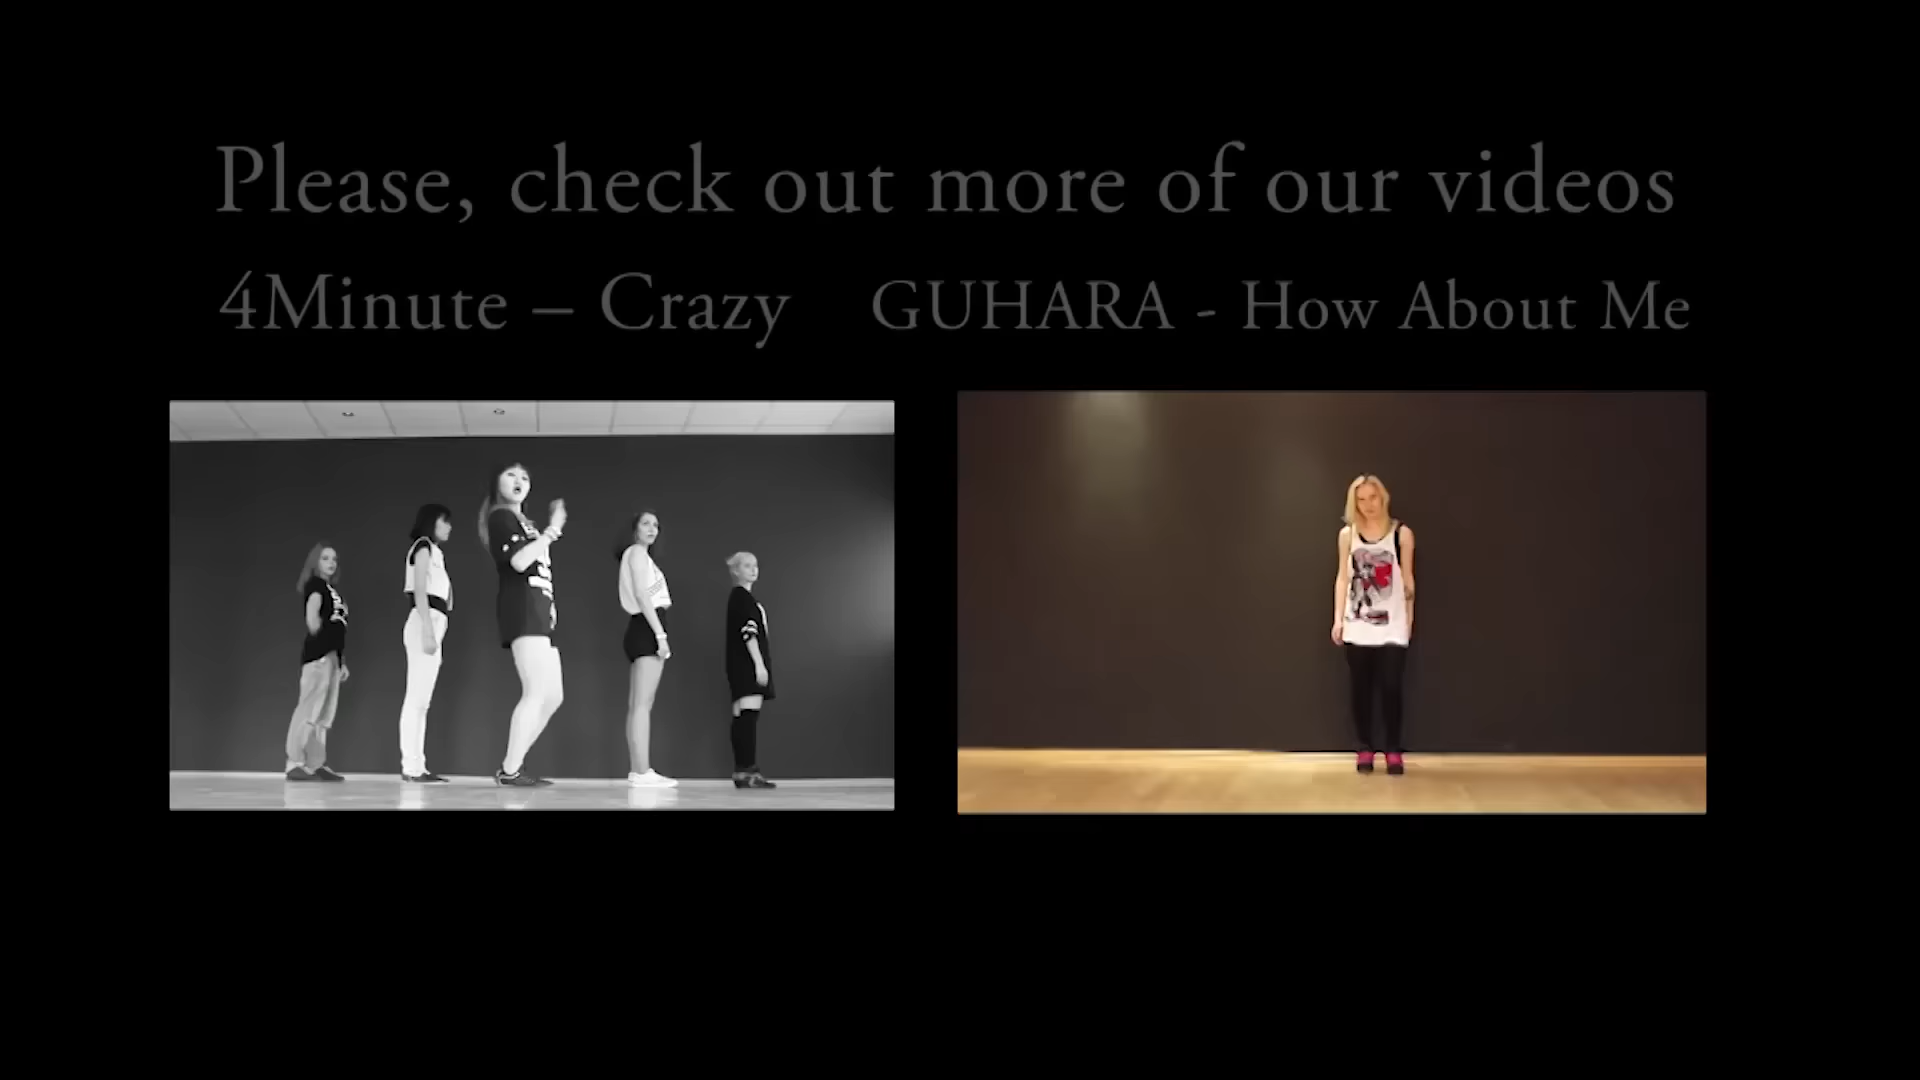 Please, check out more of our videos
4Minute – Crazy
GUHARA - How About Me